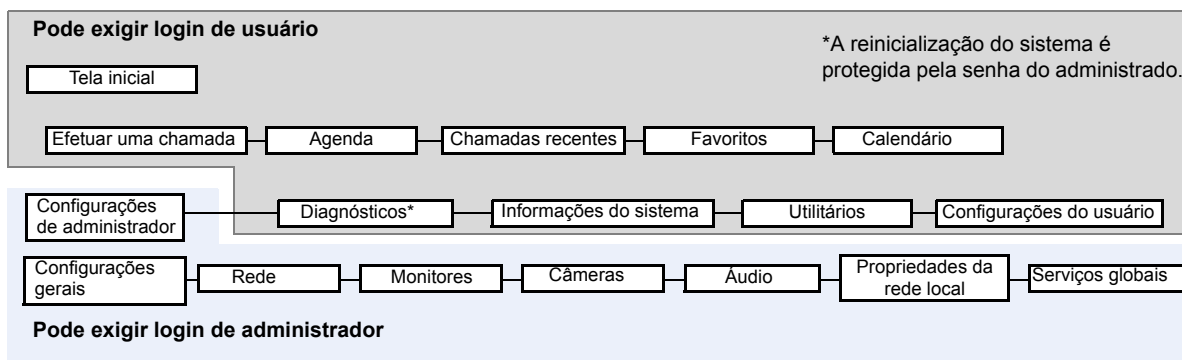 Pode exigir login de usuário
*A reinicialização do sistema é
protegida pela senha do administrado.
Tela inicial
Efetuar uma chamada
Agenda
Chamadas recentes
Favoritos
Calendário
Configurações
de administrador
Diagnósticos*
Informações do sistema
Utilitários
Configurações do usuário
Configurações
gerais
Rede
Monitores
Câmeras
Áudio
Propriedades da
rede local
Serviços globais
Pode exigir login de administrador